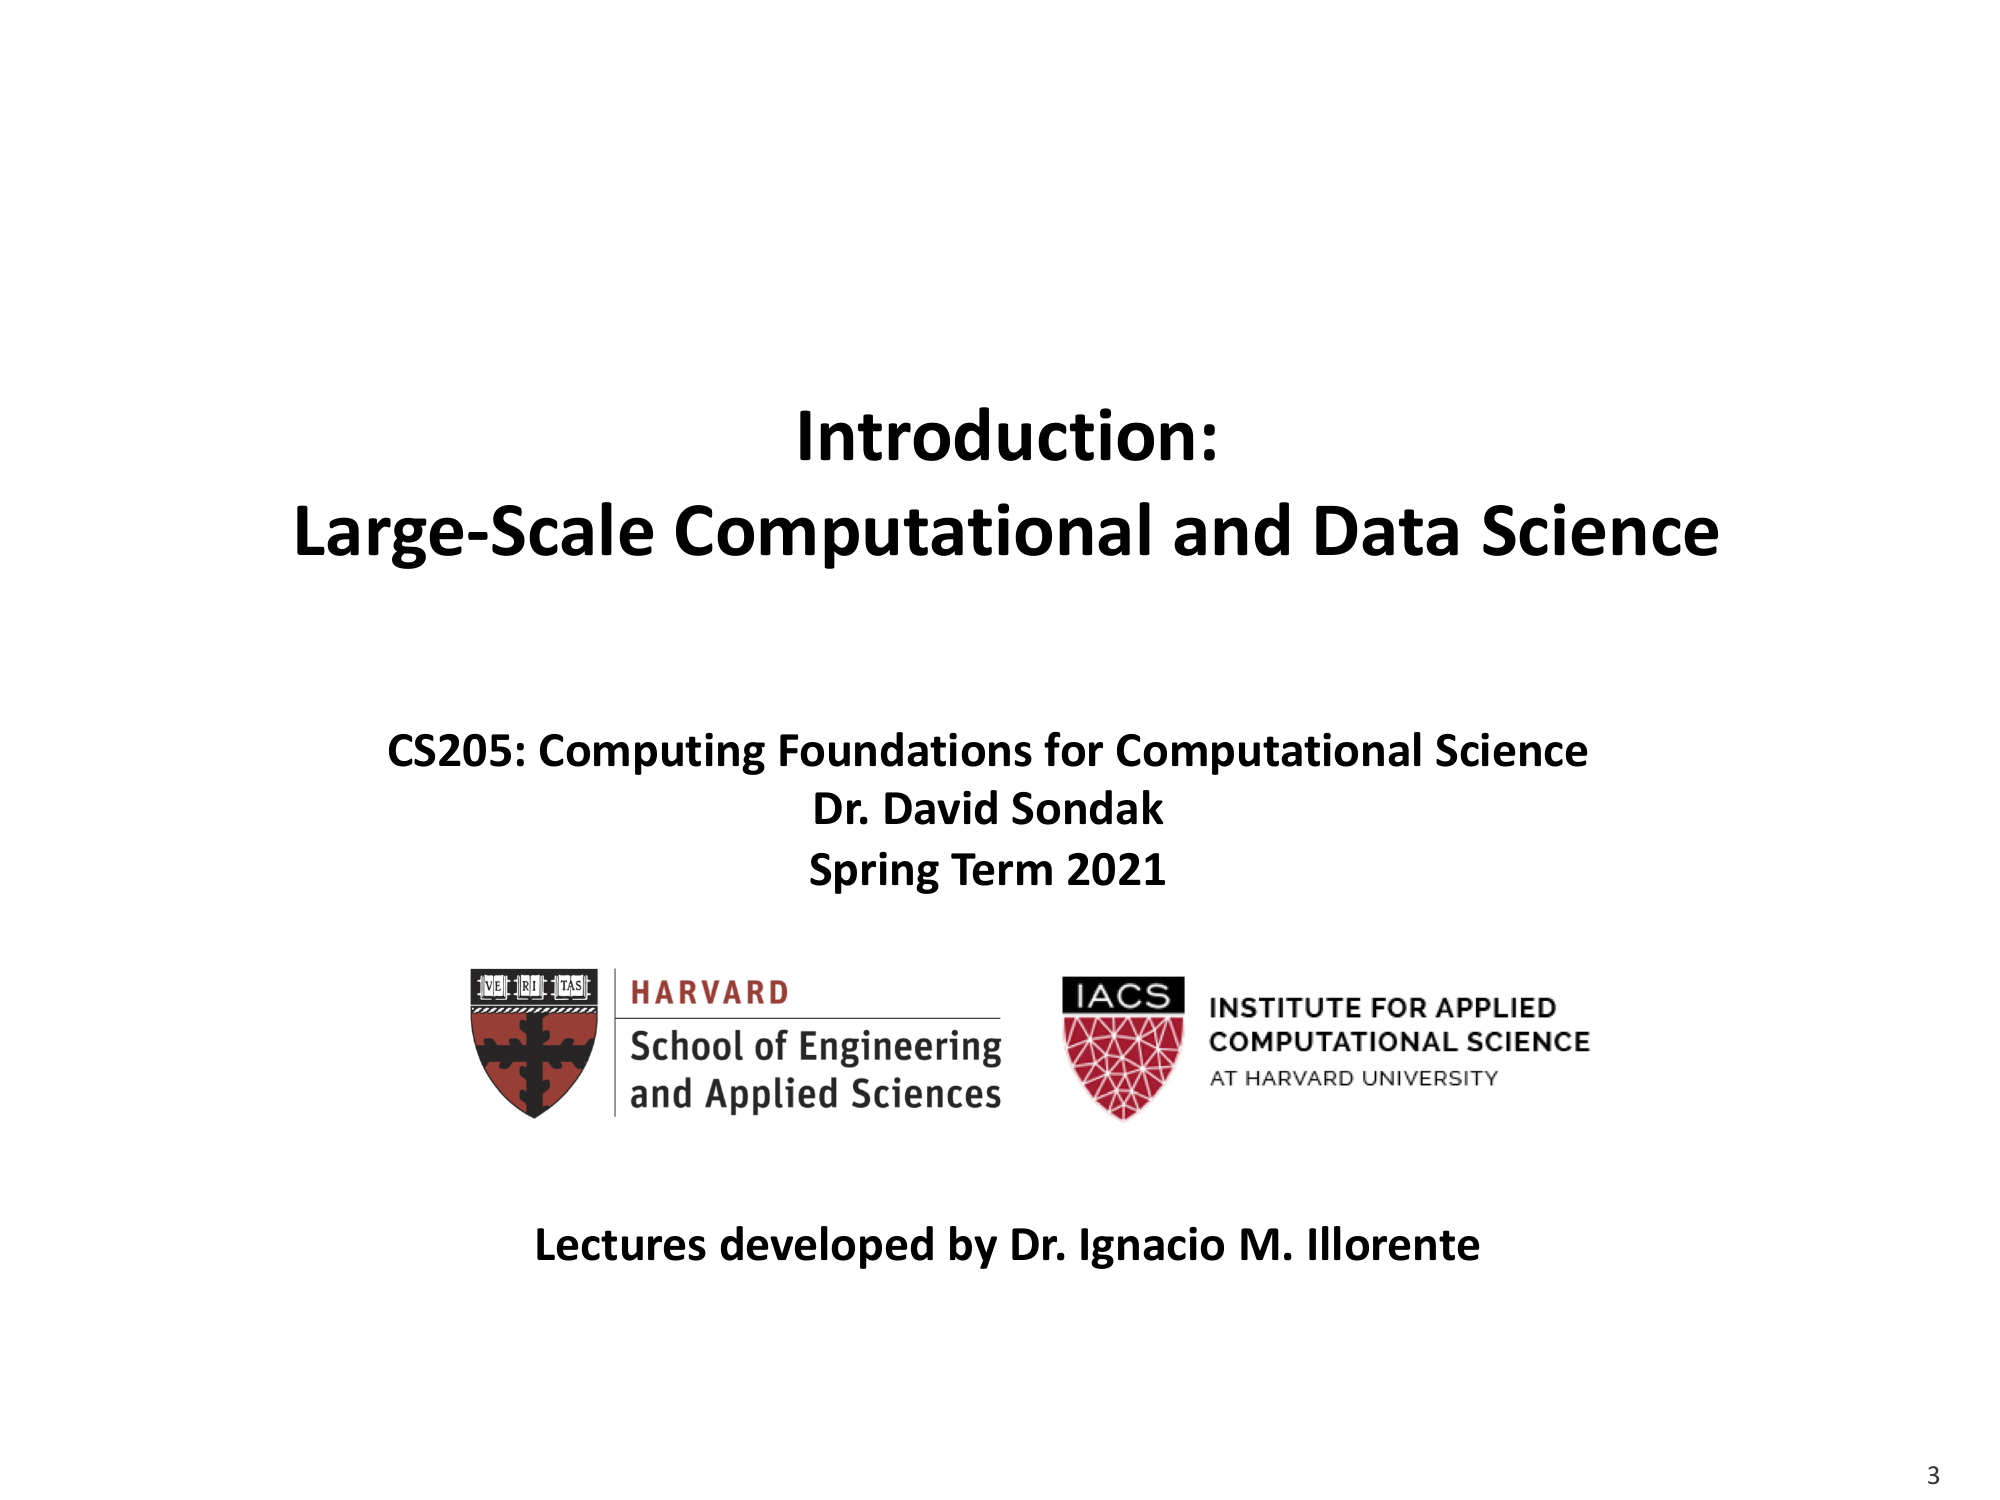 Introduction:
Large-Scale Computational and Data Science
CS205: Computing Foundations for Computational Science
Dr. David Sondak
Spring Term 2021
VE RI TAS
HARVARD
School of Engineering
and Applied Sciences
IACS
INSTITUTE FOR APPLIED
COMPUTATIONAL SCIENCE
AT HARVARD UNIVERSITY
Lectures developed by Dr. Ignacio M. Illorente
3